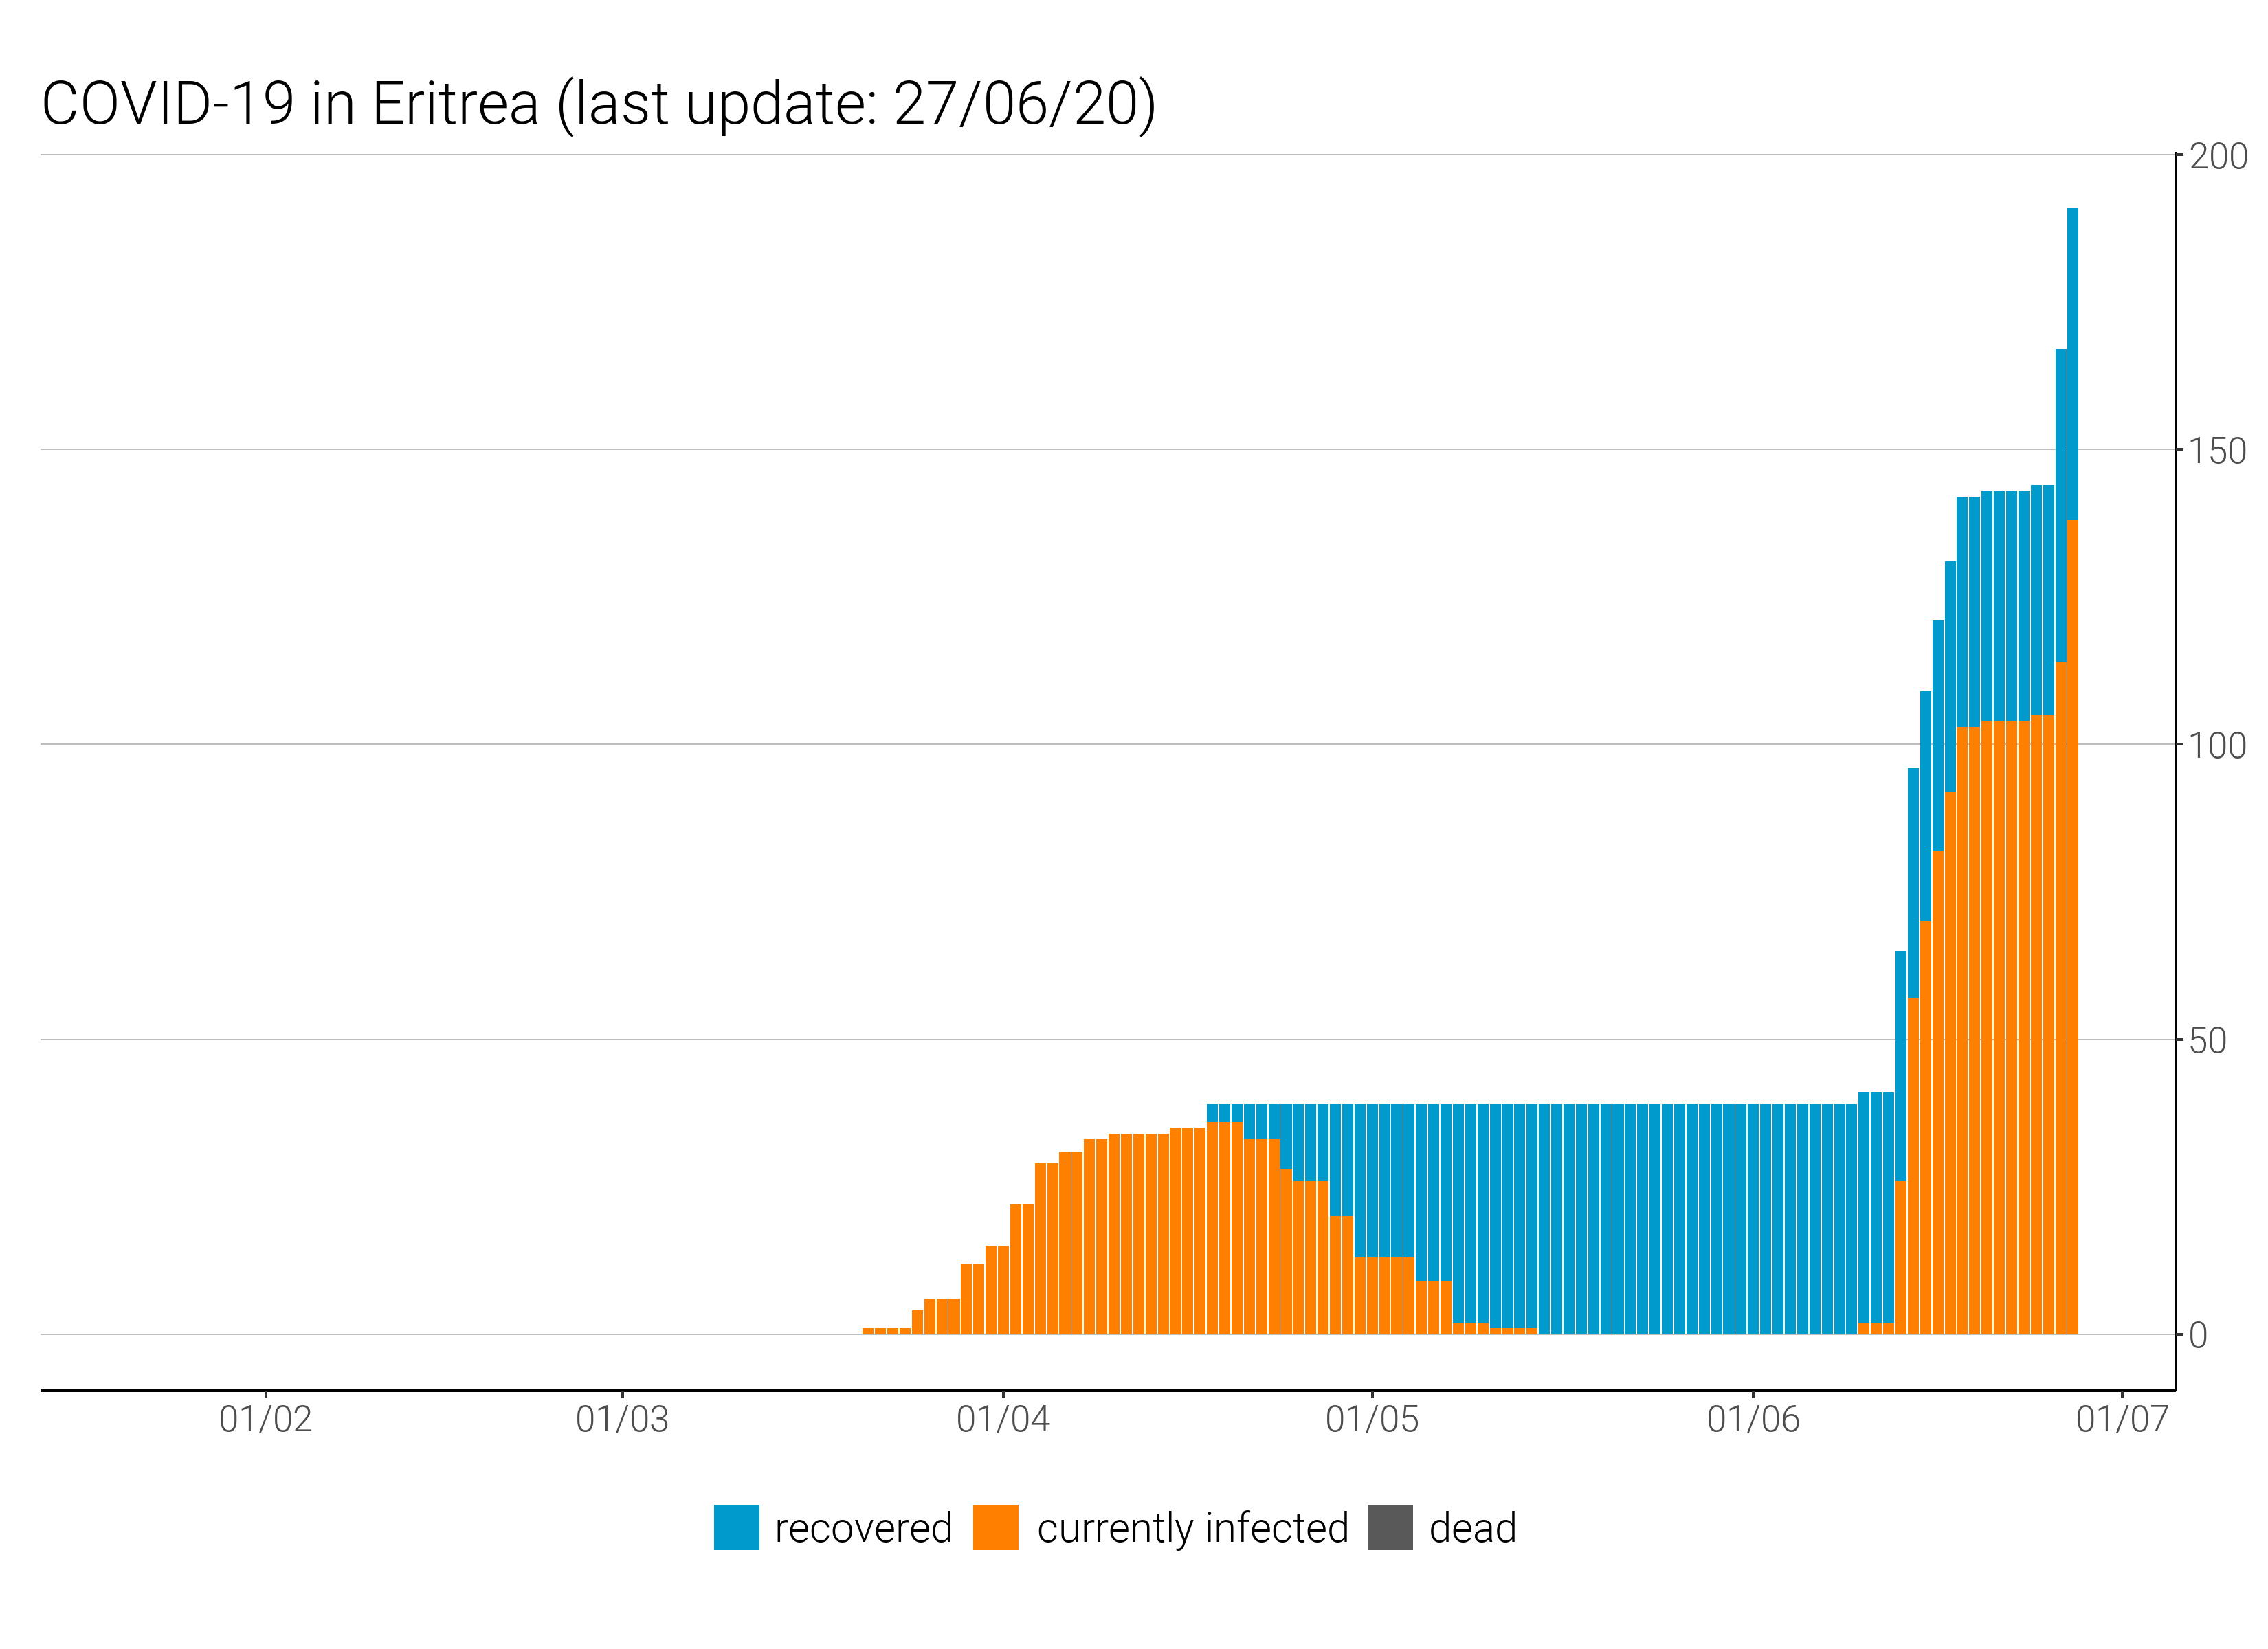 COVID-19 in Eritrea (last update: 27/06/20)
200
150
100
50
0
01/02 01/03 01/04 01/05 01/06 01/07
recovered currently infected dead